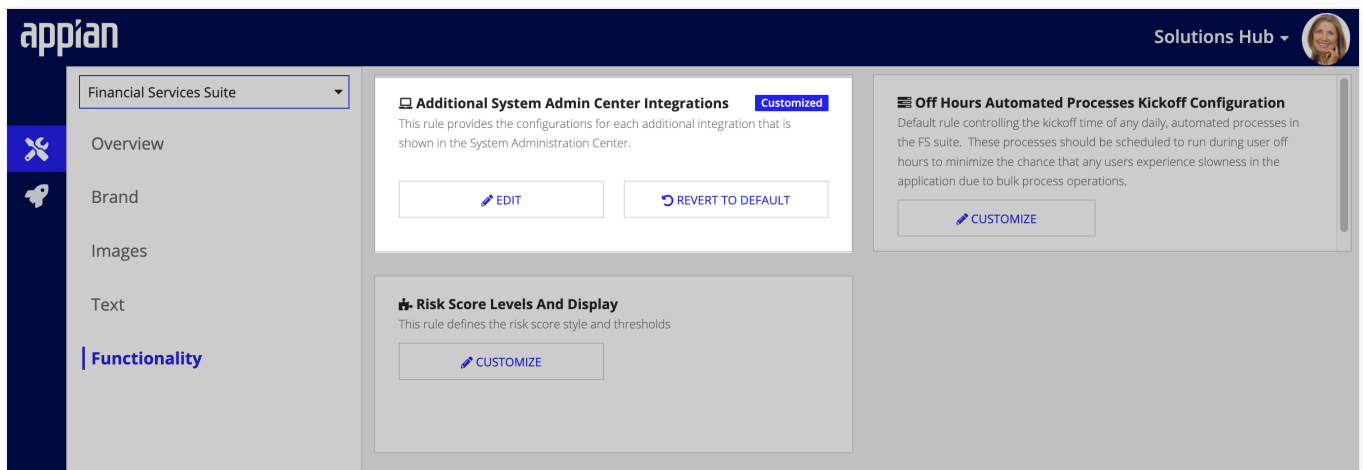 appian
Solutions Hub
Financial Services Suite
Overview
Brand
Images
Text
Functionality
Additional System Admin Center Integrations
Customized
This rule provides the configurations for each additional integration that is
shown in the System Administration Center.
EDIT
REVERT TO DEFAULT
Off Hours Automated Processes Kickoff Configuration
Default rule controlling the kickoff time of any daily, automated processes in
the FS suite.  These processes should be scheduled to run during user off
hours to minimize the chance that any users experience slowness in the
application due to bulk process operations.
CUSTOMIZE
Risk Score Levels And Display
This rule defines the risk score style and thresholds
CUSTOMIZE